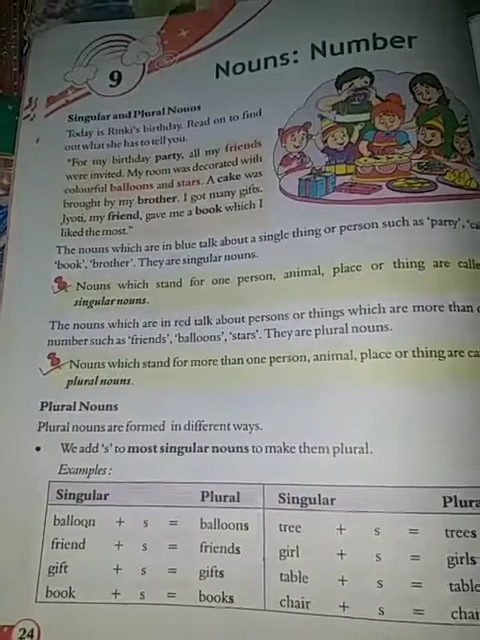 9
Nouns: Number
Singular and Plural Nouns
Today is Rinki's birthday. Read on to find
out what she has to tell you.
"For my birthday party, all my friends
were invited. My room was decorated with
colourful balloons and stars. A cake was
brought by my brother. I got many gifts.
Jyoti, my friend, gave me a book which I
liked the most."
The nouns which are in blue talk about a single thing or person such as 'party',
'book', 'brother'. They are singular nouns.
Nouns which stand for one person, animal, place or thing are
singular nouns.
The nouns which are in red talk about persons or things which are more than
number such as 'friends', 'balloons', 'stars'. They are plural nouns.
Nouns which stand for more than one person, animal, place or thing are
plural nouns.
Plural Nouns
Plural nouns are formed in different ways.
• We add 's' to most singular nouns to make them plural.
Examples:
Singular Plural Singular
balloon + s = balloons tree + s = trees
friend + s = friends girl + s = girls
gift + s = gifts table + s =
book + s = books chair + s =
24